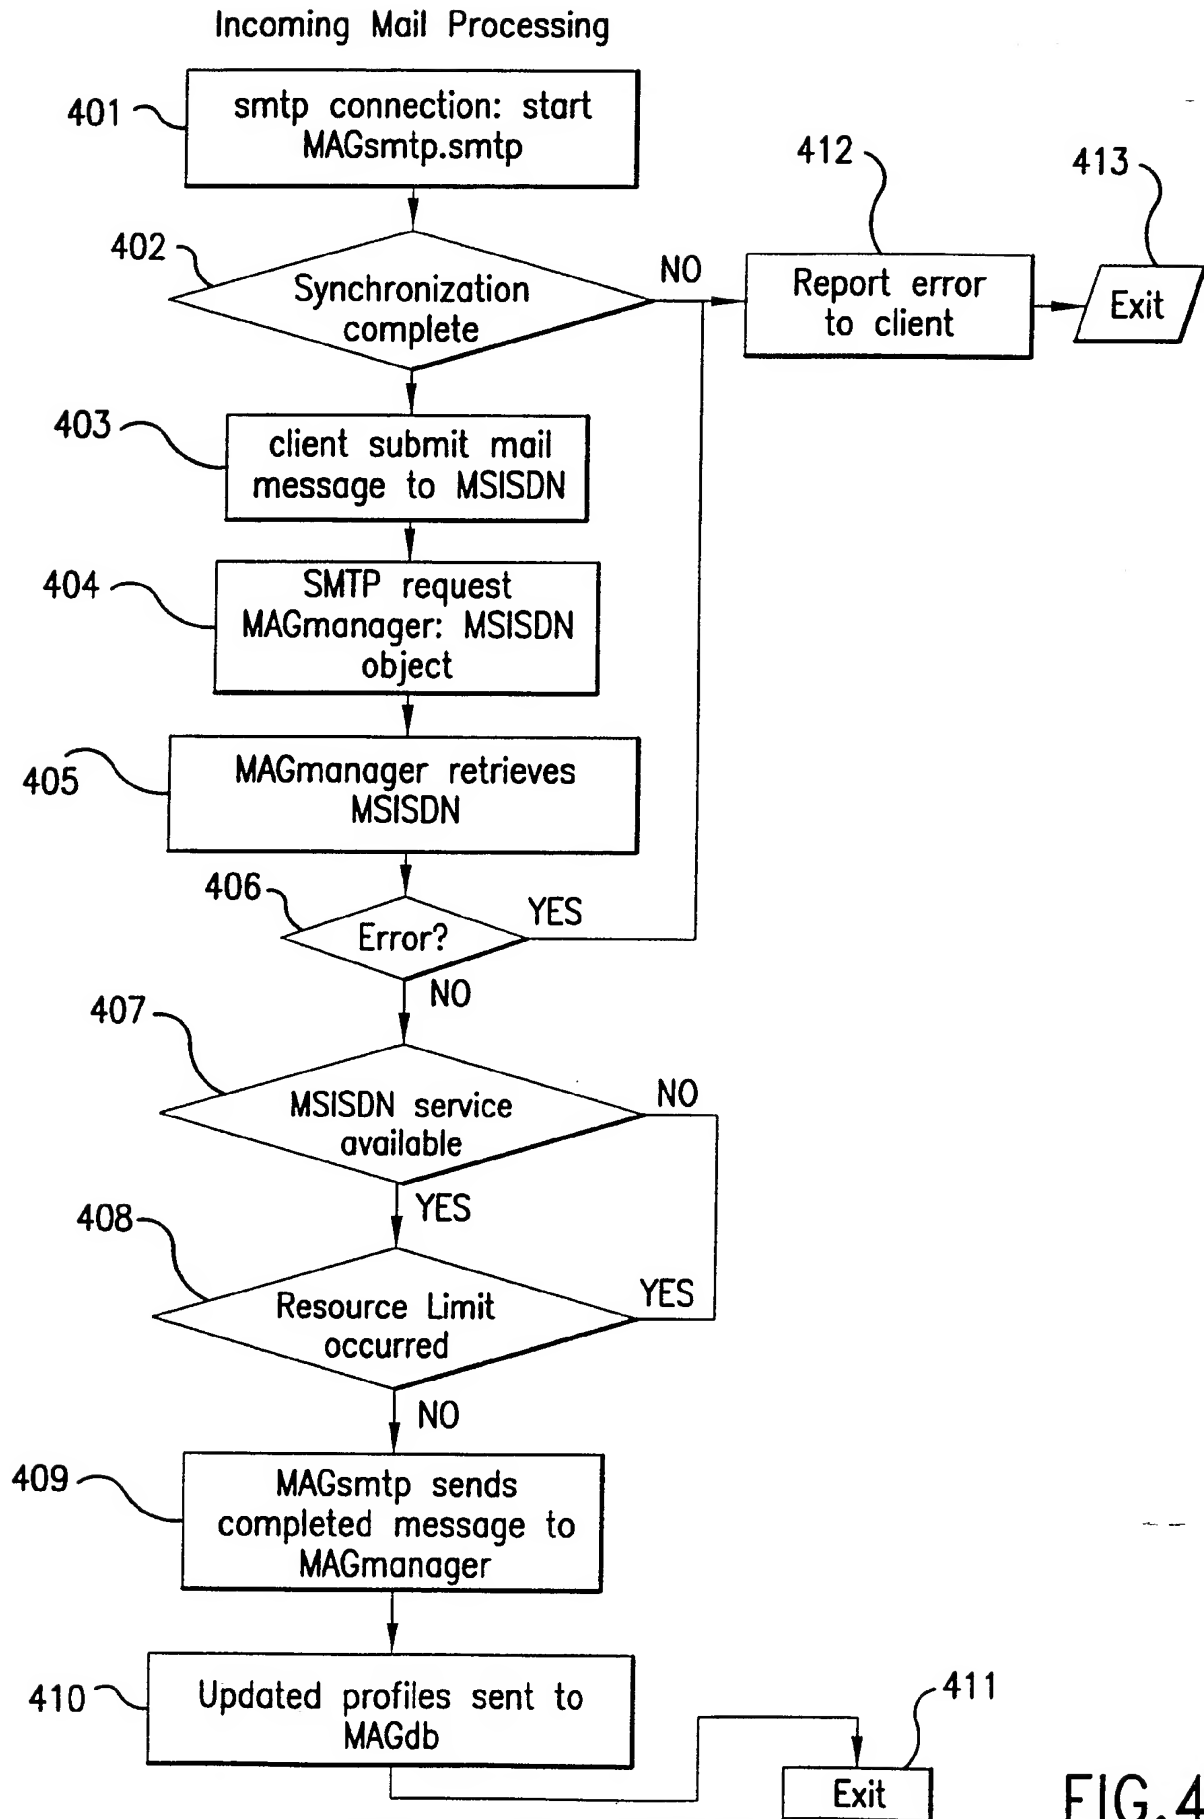 Incoming Mail Processing
401
smtp connection: start
MAGsmtp.smtp
412
413
402
Synchronization
complete
NO
Report error
to client
Exit
403
client submit mail
message to MSISDN
404
SMTP request
MAGmanager: MSISDN
object
405
MAGmanager retrieves
MSISDN
406
Error?
YES
NO
407
MSISDN service
available
NO
YES
408
Resource Limit
occurred
YES
NO
409
MAGsmtp sends
completed message to
MAGmanager
410
Updated profiles sent to
MAGdb
411
Exit
FIG.4